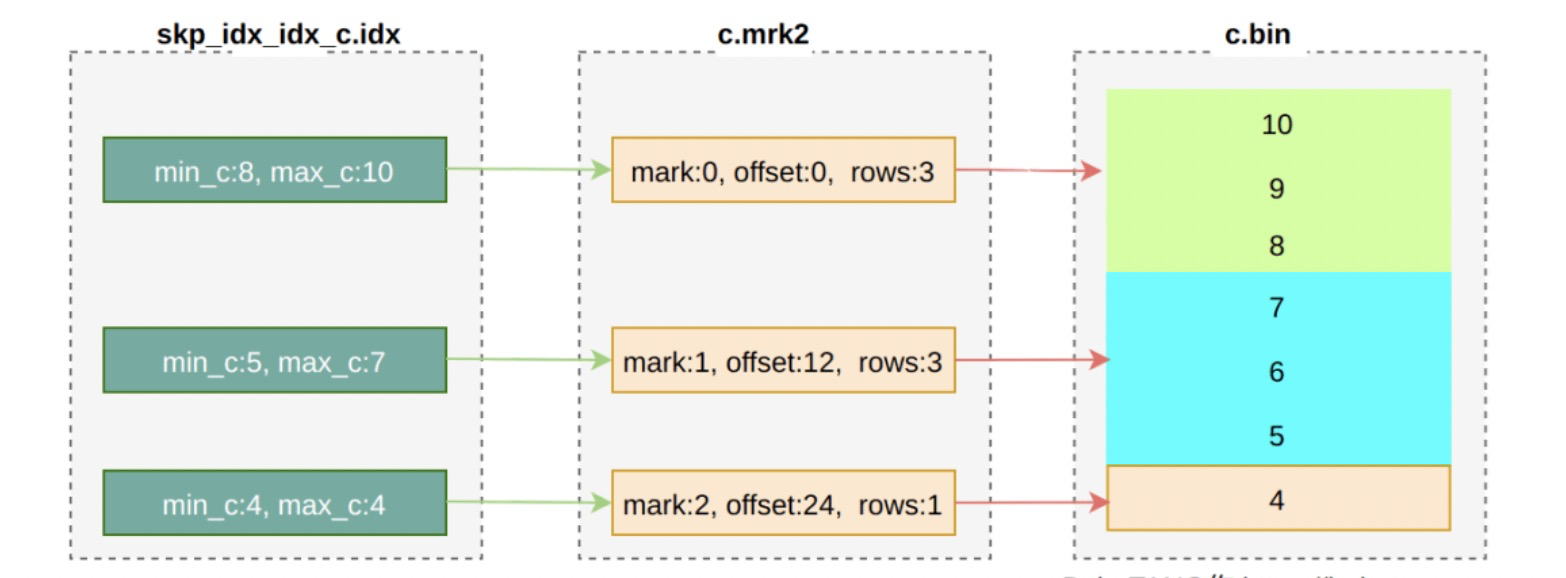 skp_idx_idx_c.idx
c.mrk2
c.bin
min_c:8, max_c:10
mark:0, offset:0, rows:3
10
9
8
min_c:5, max_c:7
mark:1, offset:12, rows:3
7
6
5
min_c:4, max_c:4
mark:2, offset:24, rows:1
4